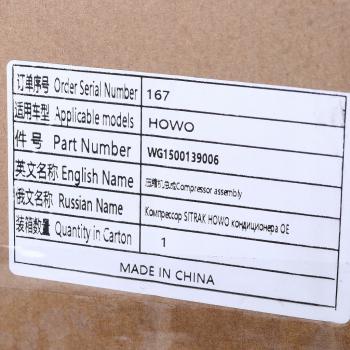 订单序号 Order Serial Number 167
适用车型 Applicable models HOWO
件 号 Part Number WG1500139006
英文名称 English Name 压缩机总成Compressor assembly
俄文名称 Russian Name Компрессор SITRAK HOWO кондиционера OE
装箱数量 Quantity in Carton 1
MADE IN CHINA